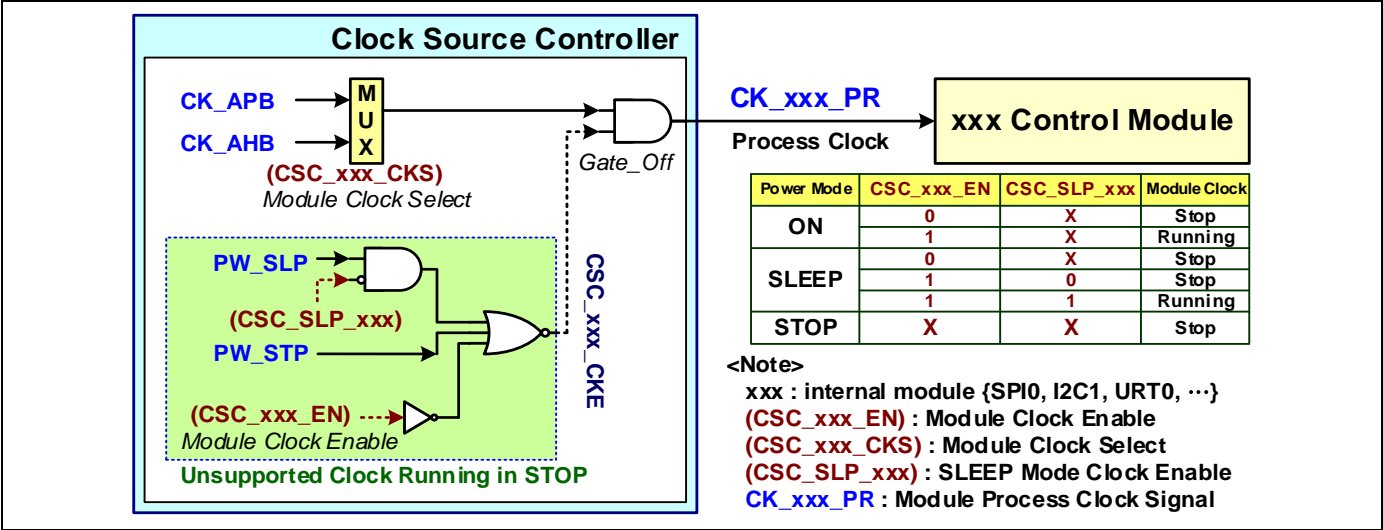 Clock Source Controller
CK_APB
CK_AHB
M
U
X
(CSC_xxx_CKS)
Module Clock Select
Gate_Off
CK_xxx_PR
Process Clock
xxx Control Module
PW_SLP
(CSC_SLP_xxx)
PW_STP
(CSC_xxx_EN)
Module Clock Enable
Unsupported Clock Running in STOP
CSC_xxx_CKE
Power Mode CSC_xxx_EN CSC_SLP_xxx Module Clock
ON 0 X Stop
1 X Running
SLEEP 0 X Stop
1 0 Stop
1 1 Running
STOP X X Stop
<Note>
xxx : internal module {SPI0, I2C1, URT0, ⋯}
(CSC_xxx_EN) : Module Clock Enable
(CSC_xxx_CKS) : Module Clock Select
(CSC_SLP_xxx) : SLEEP Mode Clock Enable
CK_xxx_PR : Module Process Clock Signal